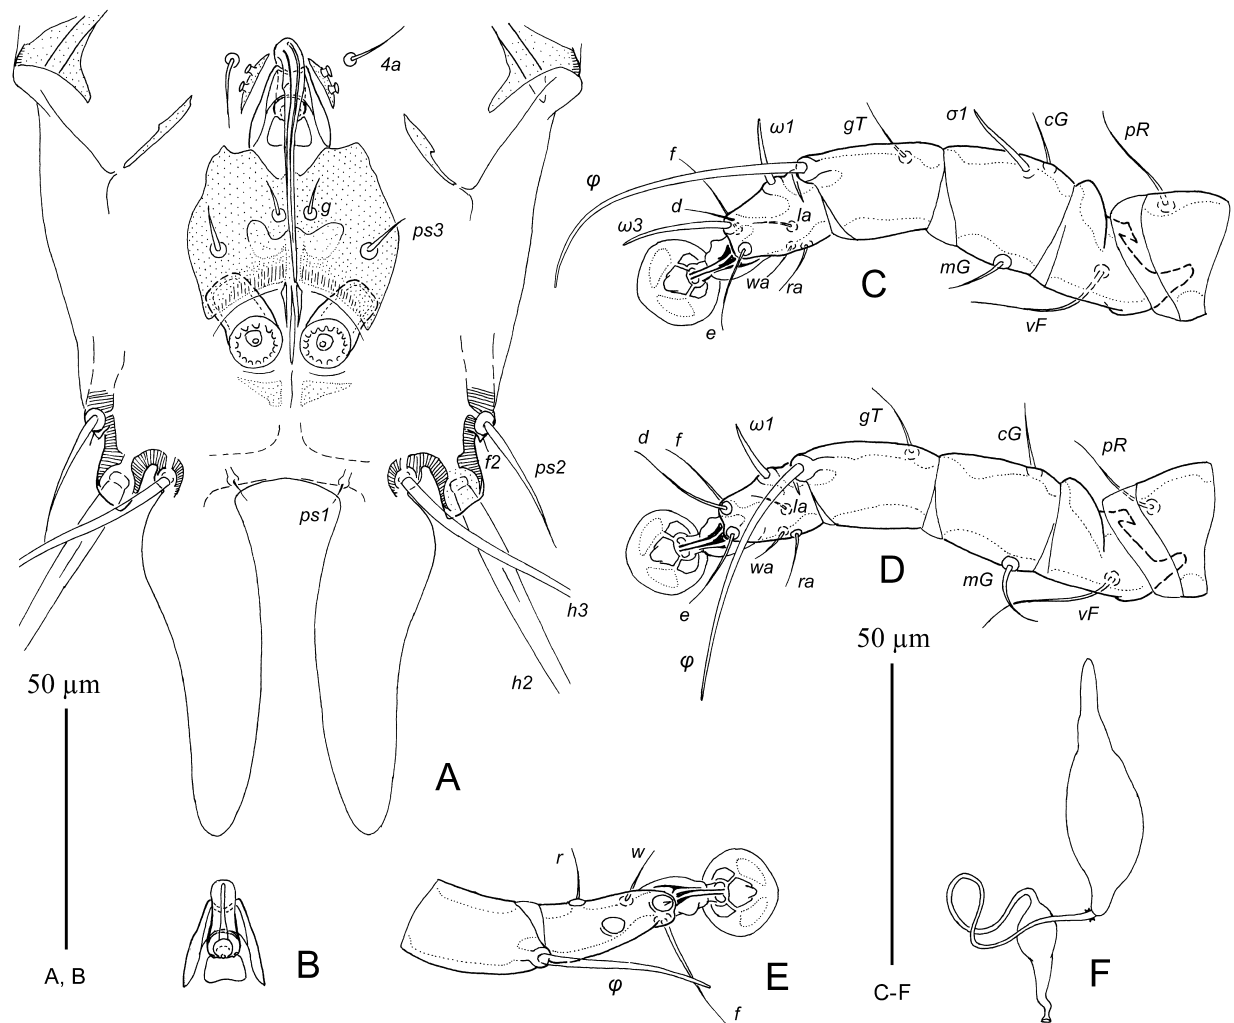 4a
g
ps3
f2
ps2
ps1
h3
h2
50 µm
A
A, B
B
φ
f
ω1
gT
σ1
cG
pR
ω3
d
la
wa
ra
e
mG
vF
C
d
f
ω1
gT
cG
pR
la
wa
ra
e
φ
mG
vF
D
50 µm
C-F
r
w
φ
f
E
F